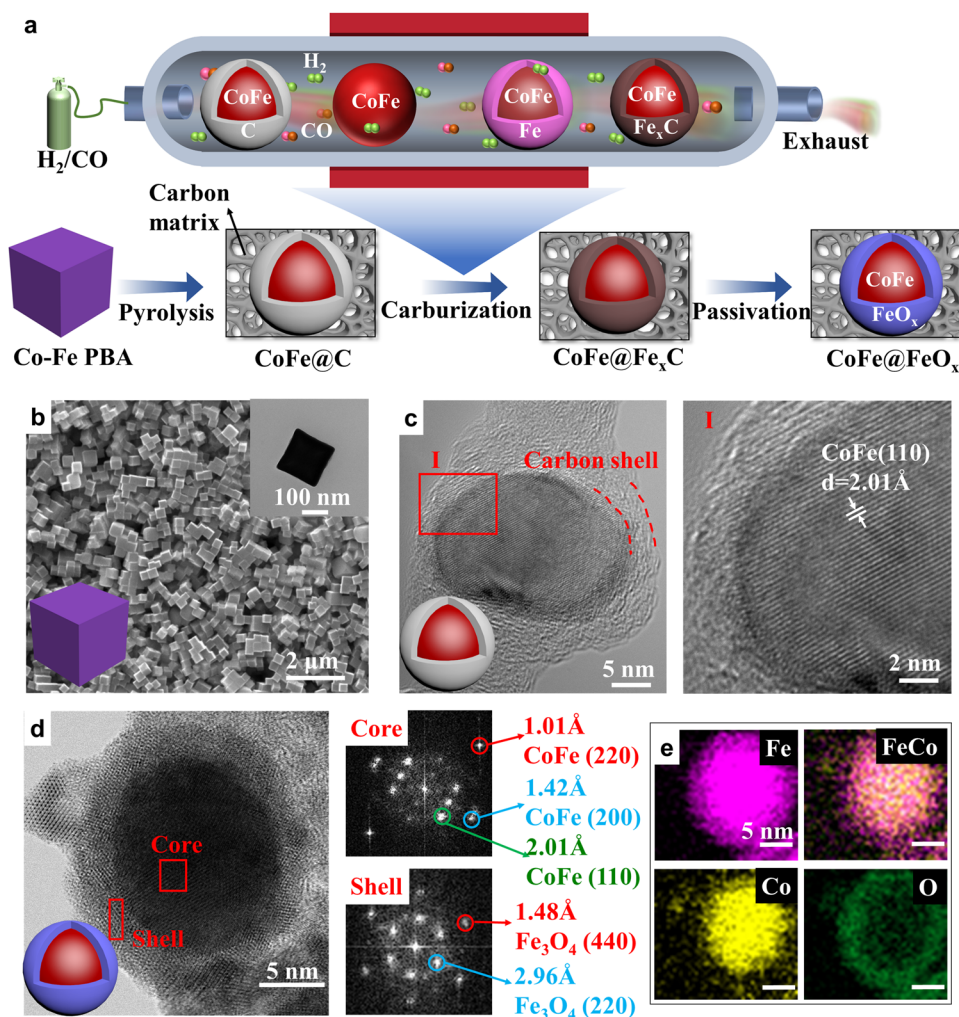 a
H₂
CoFe
CoFe
CoFe
CoFe
C
CO
Fe
FeₓC
H₂/CO
Exhaust
Carbon
matrix
Pyrolysis
Carburization
Passivation
CoFe
FeOₓ
Co-Fe PBA
CoFe@C
CoFe@FeₓC
CoFe@FeOₓ
b
100 nm
2 μm
c
I
Carbon shell
5 nm
I
CoFe(110)
d=2.01Å
2 nm
d
Core
Shell
5 nm
Core
1.01Å
CoFe (220)
1.42Å
CoFe (200)
2.01Å
CoFe (110)
Shell
1.48Å
Fe₃O₄ (440)
2.96Å
Fe₃O₄ (220)
e
Fe
5 nm
FeCo
Co
O